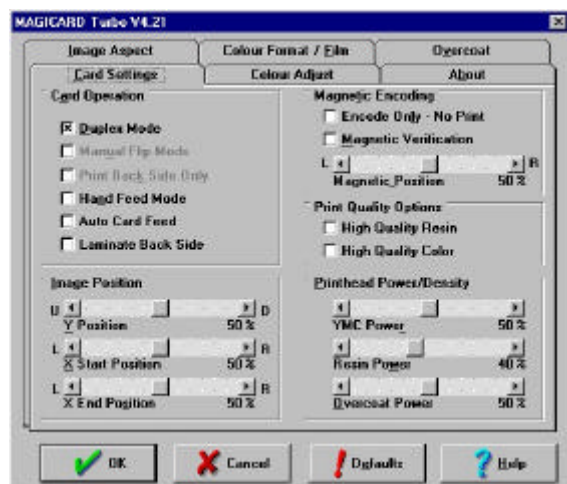 MAGICARD Turbo V4.21
Image Aspect
Colour Format / Film
Overcoat
Card Settings
Colour Adjust
About
Card Operation
Duplex Mode
Manual Flip Mode
Print Back Side Only
Hand Feed Mode
Auto Card Feed
Laminate Back Side
Magnetic Encoding
Encode Only - No Print
Magnetic Verification
L R
Magnetic Position 50 %
Print Quality Options
High Quality Resin
High Quality Color
Image Position
U D
Y Position 50 %
L R
X Start Position 50 %
L R
X End Position 50 %
Printhead Power/Density
YMC Power 50 %
Resin Power 40 %
Overcoat Power 50 %
OK
Cancel
Defaults
Help